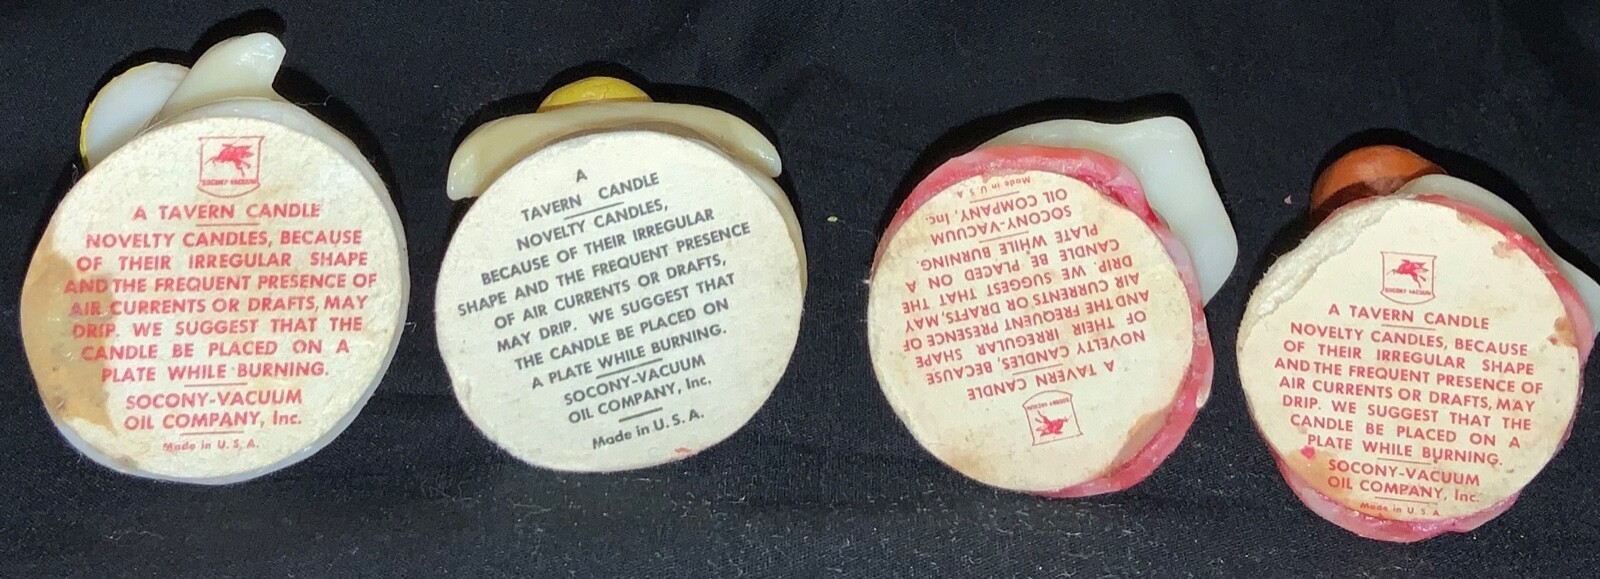 SOCONY-VACUUM
A TAVERN CANDLE
NOVELTY CANDLES, BECAUSE
OF THEIR IRREGULAR SHAPE
AND THE FREQUENT PRESENCE OF
AIR CURRENTS OR DRAFTS, MAY
DRIP. WE SUGGEST THAT THE
CANDLE BE PLACED ON A
PLATE WHILE BURNING.
SOCONY-VACUUM
OIL COMPANY, Inc.
Made in U. S. A.
A
TAVERN CANDLE
NOVELTY CANDLES,
BECAUSE OF THEIR IRREGULAR
SHAPE AND THE FREQUENT PRESENCE
OF AIR CURRENTS OR DRAFTS,
MAY DRIP. WE SUGGEST THAT
THE CANDLE BE PLACED ON
A PLATE WHILE BURNING.
SOCONY-VACUUM
OIL COMPANY, Inc.
Made in U. S. A.
SOCONY-VACUUM
A TAVERN CANDLE
NOVELTY CANDLES, BECAUSE
OF THEIR IRREGULAR SHAPE
AND THE FREQUENT PRESENCE OF
AIR CURRENTS OR DRAFTS, MAY
DRIP. WE SUGGEST THAT THE
CANDLE BE PLACED ON A
PLATE WHILE BURNING.
SOCONY-VACUUM
OIL COMPANY, Inc.
Made in U. S. A.
SOCONY-VACUUM
A TAVERN CANDLE
NOVELTY CANDLES, BECAUSE
OF THEIR IRREGULAR SHAPE
AND THE FREQUENT PRESENCE OF
AIR CURRENTS OR DRAFTS, MAY
DRIP. WE SUGGEST THAT THE
CANDLE BE PLACED ON A
PLATE WHILE BURNING.
SOCONY-VACUUM
OIL COMPANY, Inc.
Made in U. S. A.